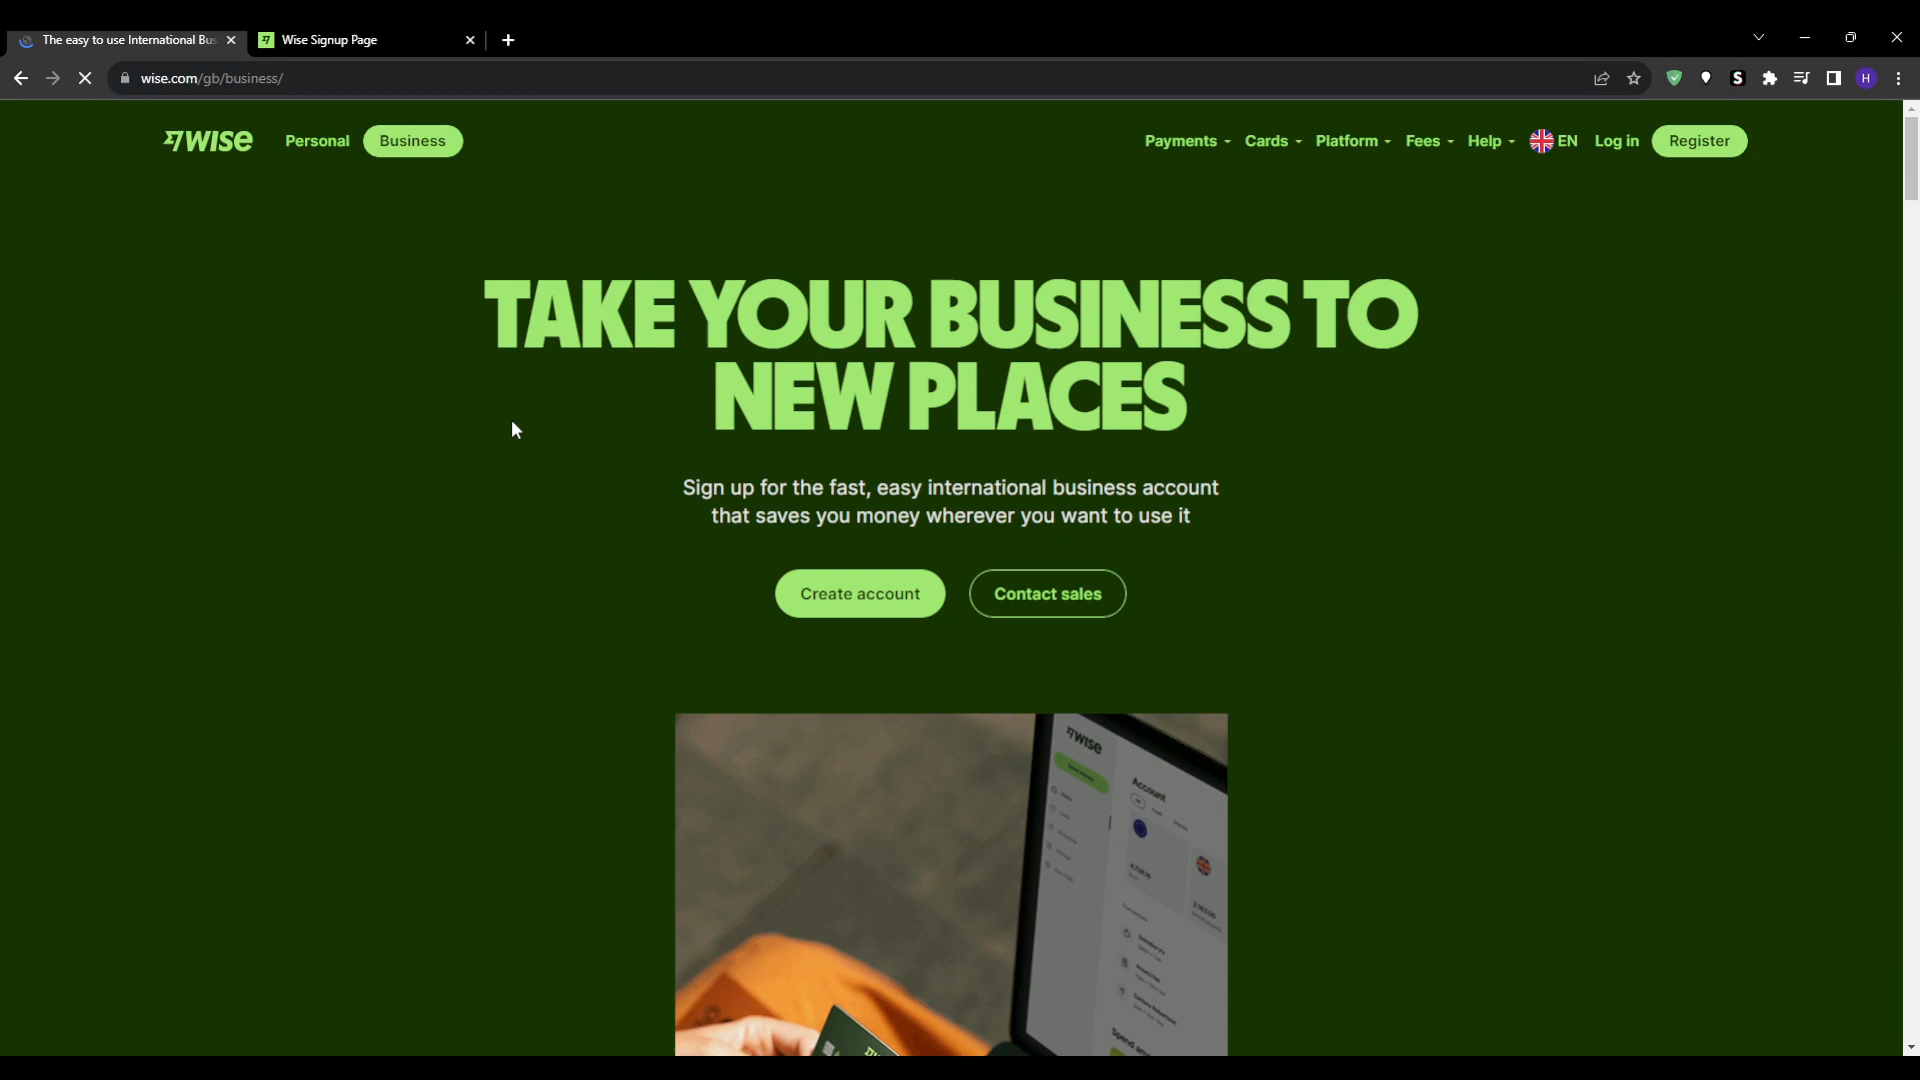 The easy to use International Bus
Wise Signup Page
wise.com/gb/business/
H
WISE
Personal
Business
Payments
Cards
Platform
Fees
Help
EN
Log in
Register
TAKE YOUR BUSINESS TO
NEW PLACES
Sign up for the fast, easy international business account
that saves you money wherever you want to use it
Create account
Contact sales
WISE
Send money
Account